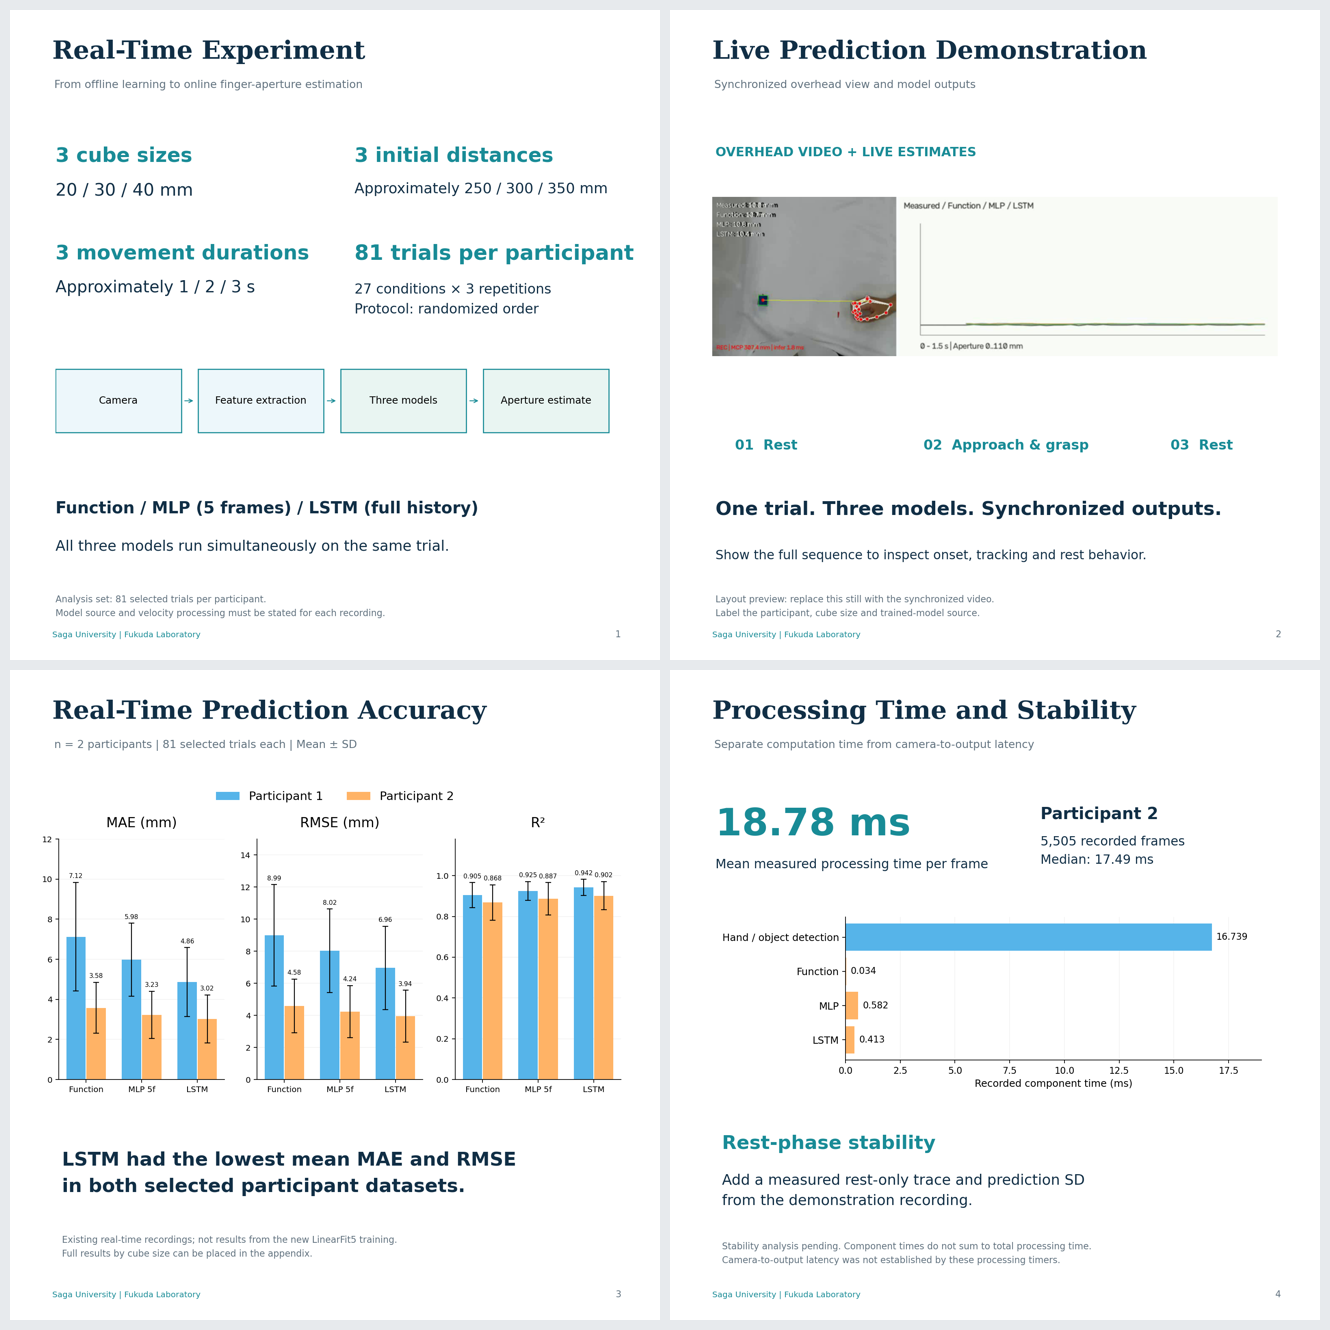 Real-Time Experiment
From offline learning to online finger-aperture estimation
3 cube sizes
20 / 30 / 40 mm
3 initial distances
Approximately 250 / 300 / 350 mm
3 movement durations
Approximately 1 / 2 / 3 s
81 trials per participant
27 conditions × 3 repetitions
Protocol: randomized order
Camera
Feature extraction
Three models
Aperture estimate
Function / MLP (5 frames) / LSTM (full history)
All three models run simultaneously on the same trial.
Analysis set: 81 selected trials per participant.
Model source and velocity processing must be stated for each recording.
Saga University | Fukuda Laboratory
1
Live Prediction Demonstration
Synchronized overhead view and model outputs
OVERHEAD VIDEO + LIVE ESTIMATES
Measured:
Function:
MLP:
LSTM:
Measured / Function / MLP / LSTM
0 - 1.5 s | Aperture 0..110 mm
01 Rest
02 Approach & grasp
03 Rest
One trial. Three models. Synchronized outputs.
Show the full sequence to inspect onset, tracking and rest behavior.
Layout preview: replace this still with the synchronized video.
Label the participant, cube size and trained-model source.
Saga University | Fukuda Laboratory
2
Real-Time Prediction Accuracy
n = 2 participants | 81 selected trials each | Mean ± SD
Participant 1
Participant 2
MAE (mm)
12
10
8
6
4
2
0
7.12
3.58
5.98
3.23
4.86
3.02
Function
MLP 5f
LSTM
RMSE (mm)
14
12
10
8
6
4
2
0
8.99
4.58
8.02
4.24
6.96
3.94
Function
MLP 5f
LSTM
R²
1.0
0.8
0.6
0.4
0.2
0.0
0.905
0.868
0.925
0.887
0.942
0.902
Function
MLP 5f
LSTM
LSTM had the lowest mean MAE and RMSE
in both selected participant datasets.
Existing real-time recordings; not results from the new LinearFit5 training.
Full results by cube size can be placed in the appendix.
Saga University | Fukuda Laboratory
3
Processing Time and Stability
Separate computation time from camera-to-output latency
18.78 ms
Mean measured processing time per frame
Participant 2
5,505 recorded frames
Median: 17.49 ms
Hand / object detection
16.739
Function
0.034
MLP
0.582
LSTM
0.413
0.0
2.5
5.0
7.5
10.0
12.5
15.0
17.5
Recorded component time (ms)
Rest-phase stability
Add a measured rest-only trace and prediction SD
from the demonstration recording.
Stability analysis pending. Component times do not sum to total processing time.
Camera-to-output latency was not established by these processing timers.
Saga University | Fukuda Laboratory
4